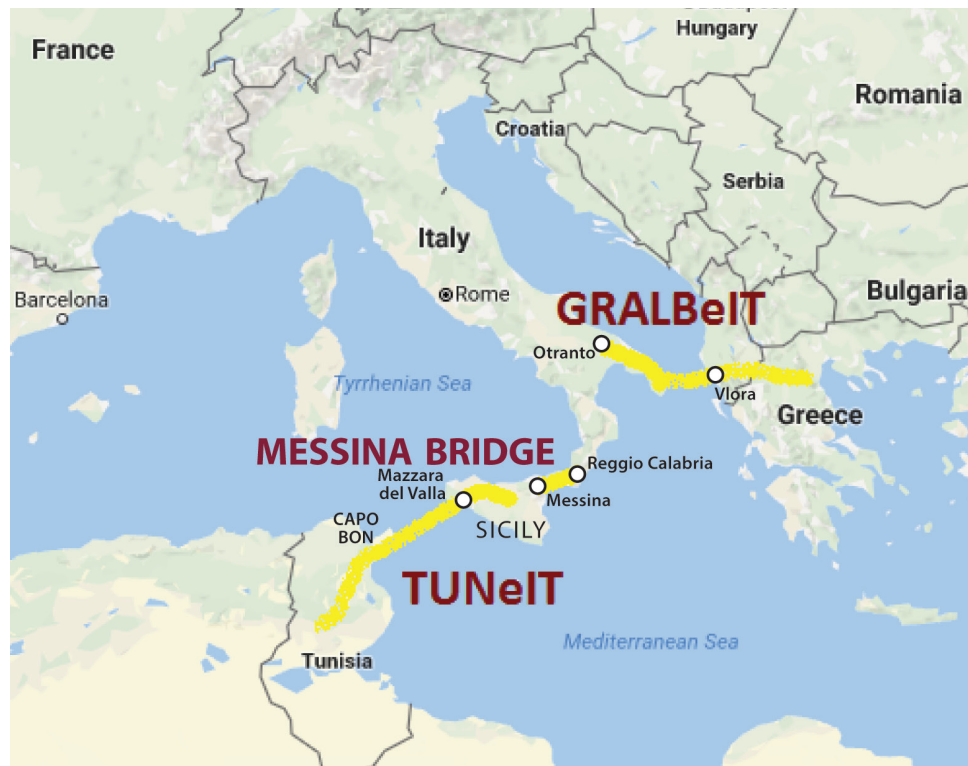 Hungary
France
Romania
Croatia
Serbia
Italy
Bulgaria
Barcelona
Rome
GRALBeIT
Otranto
Tyrrhenian Sea
Vlora
Greece
MESSINA BRIDGE
Reggio Calabria
Mazzara
del Valla
Messina
CAPO
BON
SICILY
TUNeIT
Mediterranean Sea
Tunisia